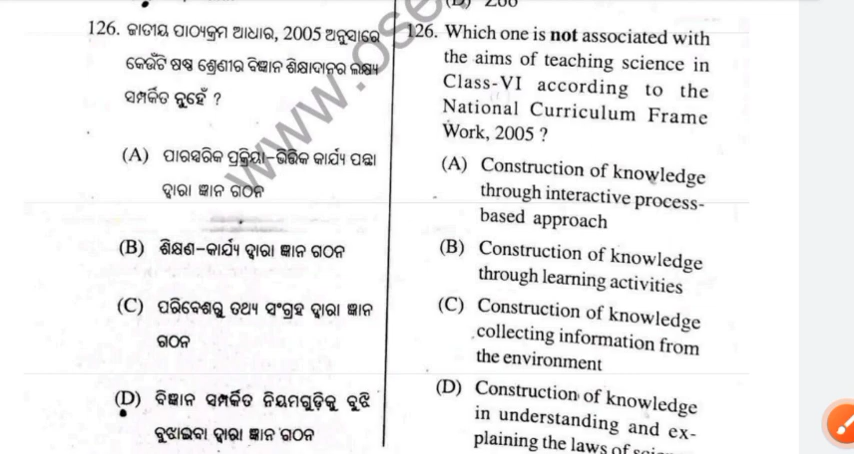 126. ଜାତୀୟ ପାଠ୍ୟକ୍ରମ ଆଧାର, 2005 ଅନୁସାରେ
କେଉଁଟି ଷଷ୍ଠ ଶ୍ରେଣୀର ବିଜ୍ଞାନ ଶିକ୍ଷାଦାନର ଲକ୍ଷ୍ୟ
ସମ୍ପର୍କିତ ନୁହେଁ ?
(A) ପାରସ୍ପରିକ ପ୍ରକ୍ରିୟା-ଭିତ୍ତିକ କାର୍ଯ୍ୟ ପନ୍ଥା
ଦ୍ୱାରା ଜ୍ଞାନ ଗଠନ
(B) ଶିକ୍ଷଣ-କାର୍ଯ୍ୟ ଦ୍ୱାରା ଜ୍ଞାନ ଗଠନ
(C) ପରିବେଶରୁ ତଥ୍ୟ ସଂଗ୍ରହ ଦ୍ୱାରା ଜ୍ଞାନ
ଗଠନ
(D) ବିଜ୍ଞାନ ସମ୍ପର୍କିତ ନିୟମଗୁଡ଼ିକୁ ବୁଝି
ବୁଝାଇବା ଦ୍ୱାରା ଜ୍ଞାନ ଗଠନ
(D) 200
126. Which one is not associated with
the aims of teaching science in
Class-VI according to the
National Curriculum Frame
Work, 2005 ?
(A) Construction of knowledge
through interactive process-
based approach
(B) Construction of knowledge
through learning activities
(C) Construction of knowledge
collecting information from
the environment
(D) Construction of knowledge
in understanding and ex-
plaining the laws of
www.ose